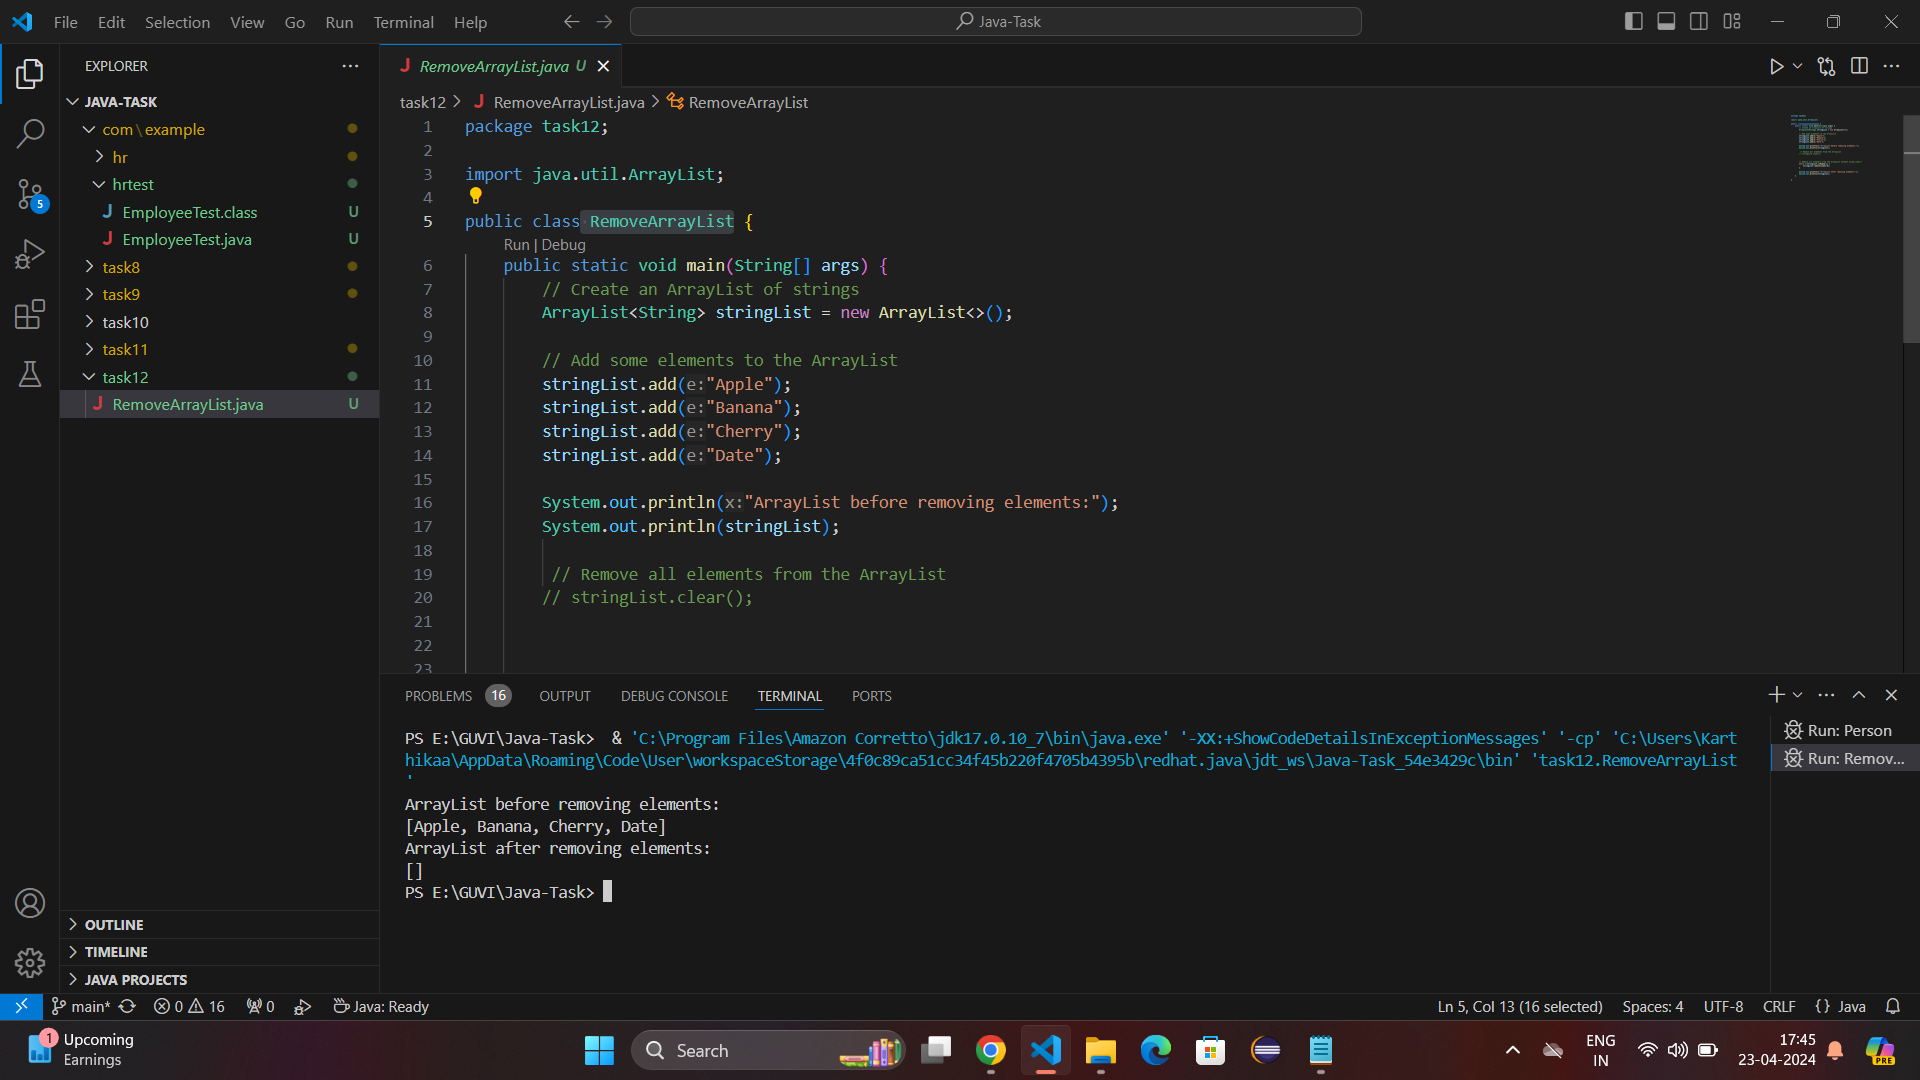 File Edit Selection View Go Run Terminal Help Java-Task
EXPLORER
JAVA-TASK
com\example
hr
hrtest
EmployeeTest.class U
EmployeeTest.java U
task8
task9
task10
task11
task12
RemoveArrayList.java U
OUTLINE
TIMELINE
JAVA PROJECTS
5
RemoveArrayList.java U
task12 > RemoveArrayList.java > RemoveArrayList
1 package task12;
2
3 import java.util.ArrayList;
4
5 public class RemoveArrayList {
Run | Debug
6 public static void main(String[] args) {
7 // Create an ArrayList of strings
8 ArrayList<String> stringList = new ArrayList<>();
9
10 // Add some elements to the ArrayList
11 stringList.add(e:"Apple");
12 stringList.add(e:"Banana");
13 stringList.add(e:"Cherry");
14 stringList.add(e:"Date");
15
16 System.out.println(x:"ArrayList before removing elements:");
17 System.out.println(stringList);
18
19 // Remove all elements from the ArrayList
20 // stringList.clear();
21
22
23
PROBLEMS 16 OUTPUT DEBUG CONSOLE TERMINAL PORTS
PS E:\GUVI\Java-Task> & 'C:\Program Files\Amazon Corretto\jdk17.0.10_7\bin\java.exe' '-XX:+ShowCodeDetailsInExceptionMessages' '-cp' 'C:\Users\Kart
hikaa\AppData\Roaming\Code\User\workspaceStorage\4f0c89ca51cc34f45b220f4705b4395b\redhat.java\jdt_ws\Java-Task_54e3429c\bin' 'task12.RemoveArrayList
'
ArrayList before removing elements:
[Apple, Banana, Cherry, Date]
ArrayList after removing elements:
[]
PS E:\GUVI\Java-Task>
Run: Person
Run: Remov...
main* 0 16 0 Java: Ready
Ln 5, Col 13 (16 selected) Spaces: 4 UTF-8 CRLF {} Java
1
Upcoming
Earnings
Search
ENG
IN
17:45
23-04-2024
PRE